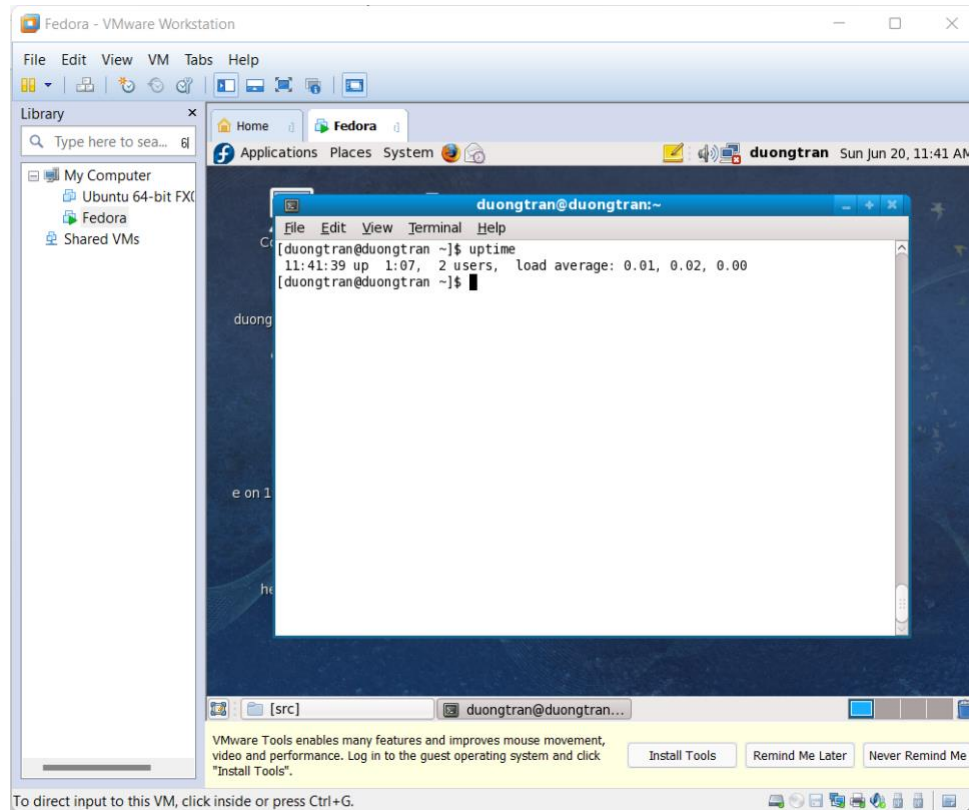 Fedora - VMware Workstation
File Edit View VM Tabs Help
Library
Type here to sea...
My Computer
Ubuntu 64-bit FX(
Fedora
Shared VMs
Home
Fedora
Applications Places System
duongtran Sun Jun 20, 11:41 AM
duongtran@duongtran:~
File Edit View Terminal Help
[duongtran@duongtran ~]$ uptime
11:41:39 up 1:07, 2 users, load average: 0.01, 0.02, 0.00
[duongtran@duongtran ~]$
duong
e on 1
he
[src]
duongtran@duongtran...
VMware Tools enables many features and improves mouse movement,
video and performance. Log in to the guest operating system and click
"Install Tools".
Install Tools
Remind Me Later
Never Remind Me
To direct input to this VM, click inside or press Ctrl+G.